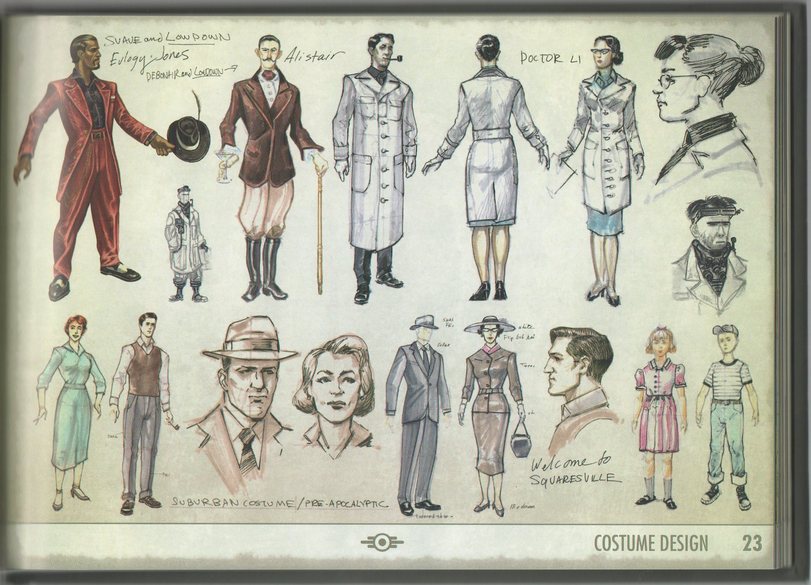 SUAVE and LOWDOWN
Eulogy Jones
DEBONAIR and LOWDOWN
Alistair
DOCTOR LI
Welcome to
SQUARESVILLE
SUBURBAN COSTUME / PRE-APOCALYPTIC
COSTUME DESIGN 23